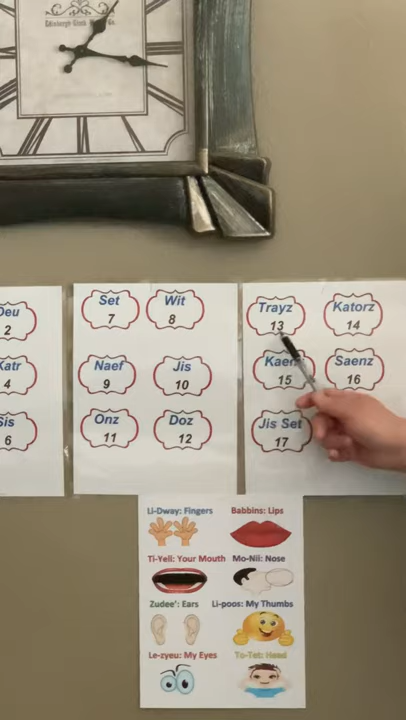 Edinburgh Clock Co.
Deu
2
Katr
4
Sis
6
Set
7
Wit
8
Naef
9
Jis
10
Onz
11
Doz
12
Trayz
13
Katorz
14
15
Saenz
16
Jis Set
17
Li-Dway: Fingers
Babbins: Lips
Ti-Yeli: Your Mouth
Mo-Nii: Nose
Zudee': Ears
Li-poos: My Thumbs
Le-zyeu: My Eyes
To-Tet: Head